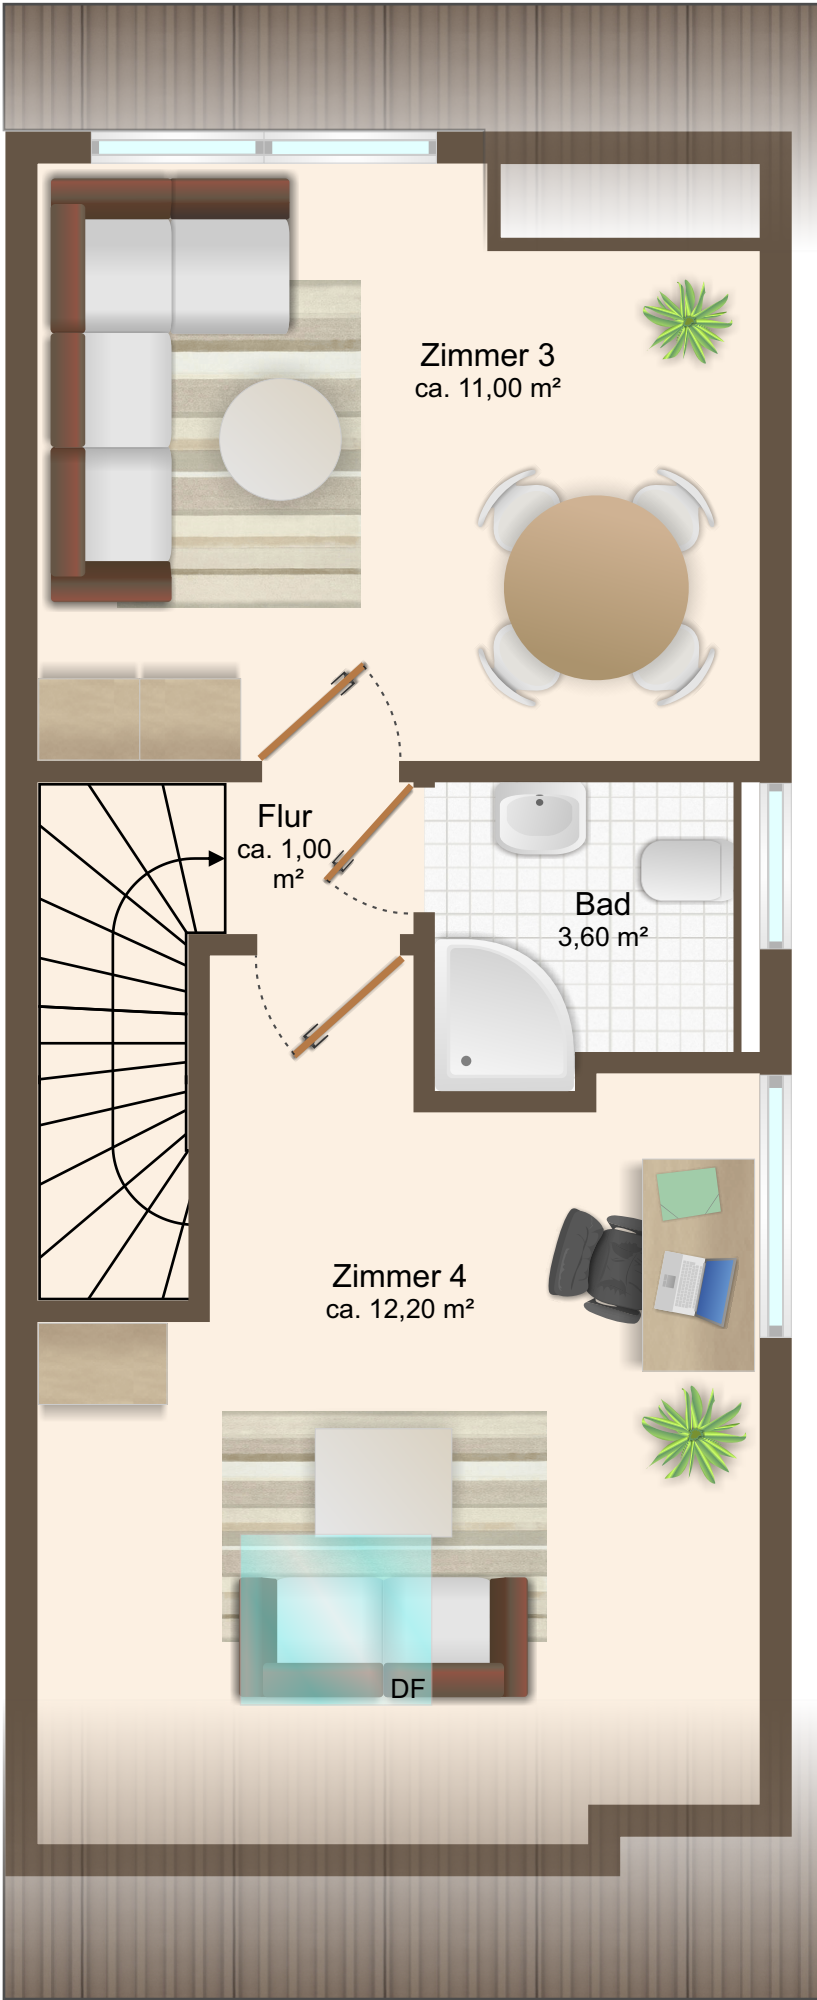 Zimmer 3
ca. 11,00 m²
Flur
ca. 1,00
m²
Bad
3,60 m²
Zimmer 4
ca. 12,20 m²
DF